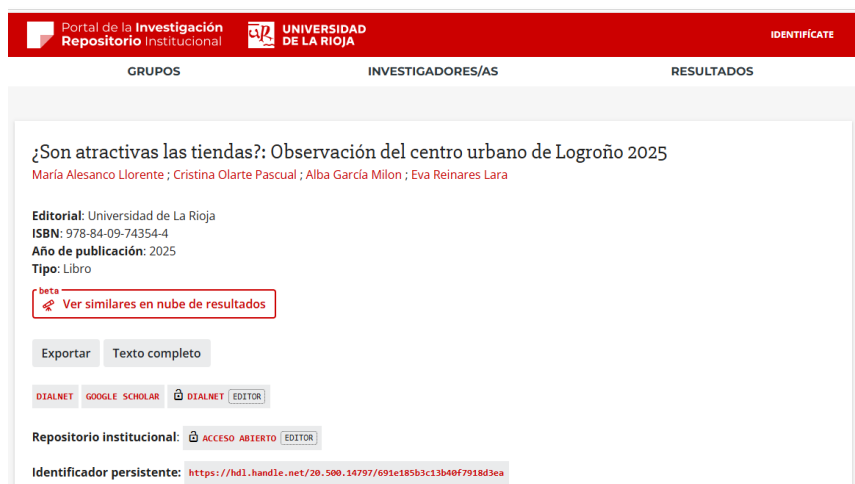 Portal de la Investigación
Repositorio Institucional
UNIVERSIDAD
DE LA RIOJA
IDENTIFÍCATE
GRUPOS INVESTIGADORES/AS RESULTADOS
¿Son atractivas las tiendas?: Observación del centro urbano de Logroño 2025
María Alesanco Llorente ; Cristina Olarte Pascual ; Alba García Milon ; Eva Reinares Lara
Editorial: Universidad de La Rioja
ISBN: 978-84-09-74354-4
Año de publicación: 2025
Tipo: Libro
beta
Ver similares en nube de resultados
Exportar Texto completo
DIALNET GOOGLE SCHOLAR DIALNET EDITOR
Repositorio institucional: ACCESO ABIERTO EDITOR
Identificador persistente: https://hdl.handle.net/20.500.14797/691e185b3c13b40f7918d3ea